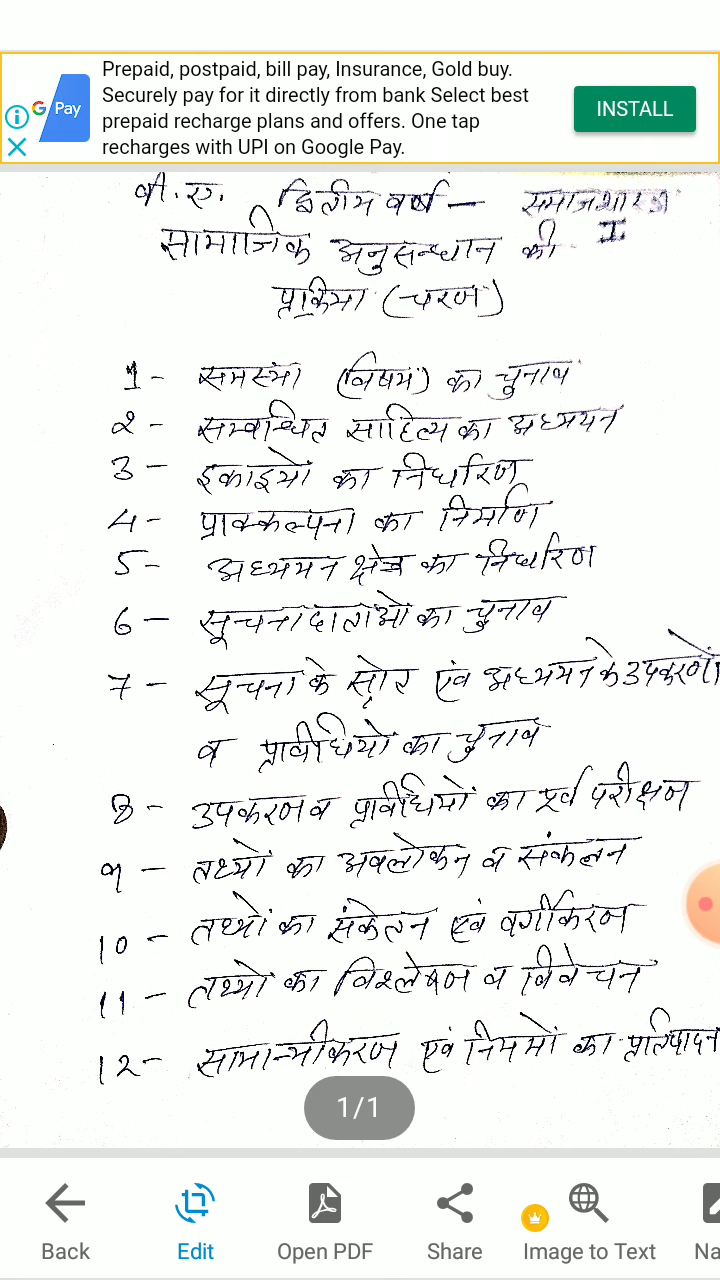 Prepaid, postpaid, bill pay, Insurance, Gold buy.
Securely pay for it directly from bank Select best
prepaid recharge plans and offers. One tap
recharges with UPI on Google Pay.
G Pay
INSTALL
बी.ए. द्वितीय वर्ष — समाजशास्त्र I
सामाजिक अनुसन्धान की
प्रक्रिया (चरण)
1- समस्या (विषय) का चुनाव
2- सम्बन्धित साहित्य का अध्ययन
3- इकाइयों का निर्धारण
4- प्राक्कल्पना का निर्माण
5- अध्ययन क्षेत्र का निर्धारण
6- सूचनादाताओं का चुनाव
7- सूचना के स्रोत एवं अध्ययन के उपकरणों
व प्राविधियों का चुनाव
8- उपकरण व प्राविधियों का पूर्व परीक्षण
९- तथ्यों का अवलोकन व संकलन
10- तथ्यों का संकेतन एवं वर्गीकरण
11- तथ्यों का विश्लेषण व विवेचन
12- सामान्यीकरण एवं नियमों का प्रतिपादन
1/1
Back Edit Open PDF Share Image to Text Na